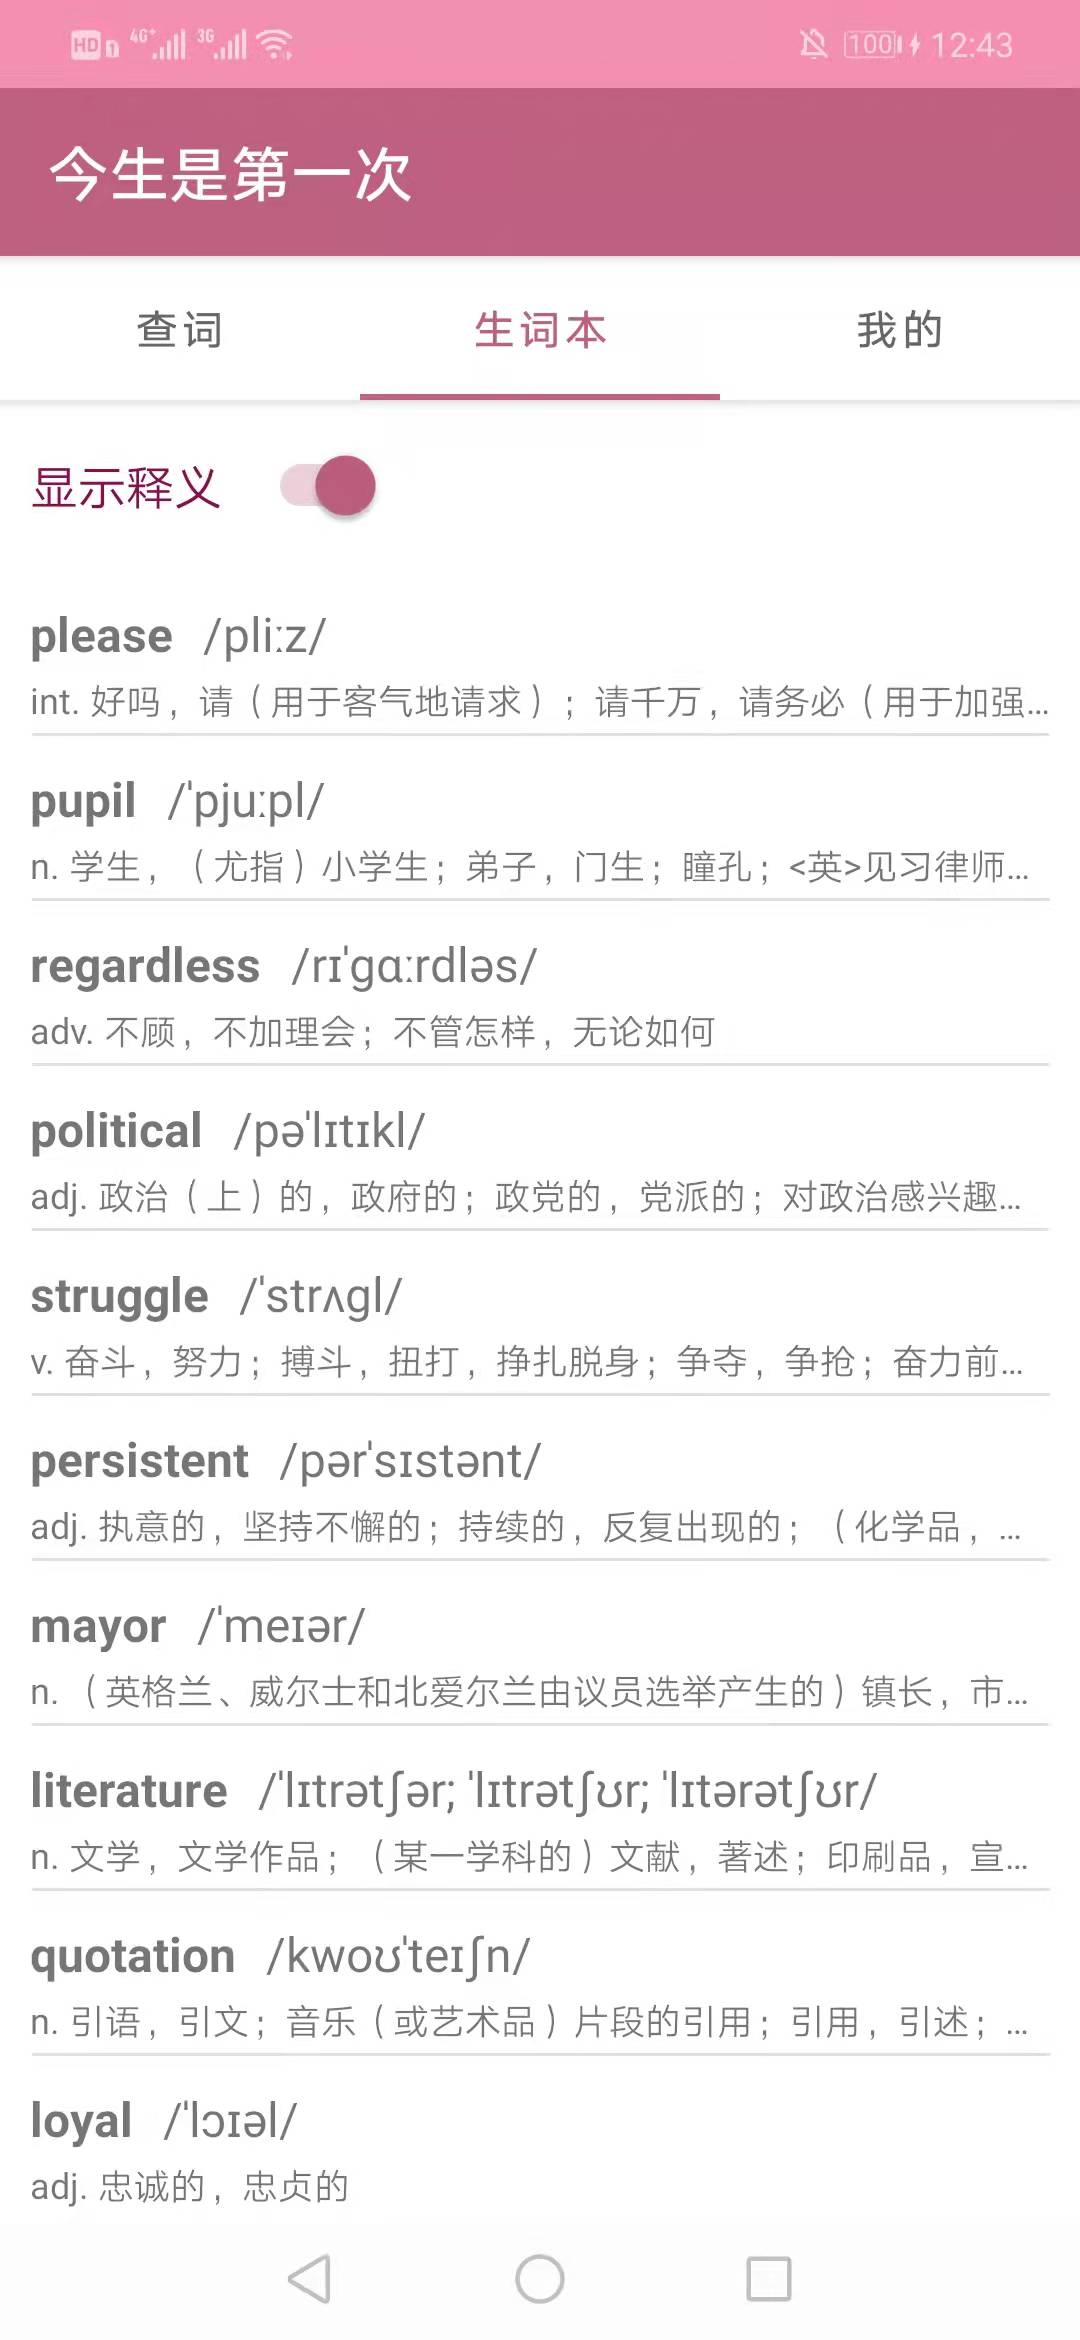 HD 1 4G+ 3G 100 12:43
今生是第一次
查词 生词本 我的
显示释义
please /pliːz/
int. 好吗，请（用于客气地请求）；请千万，请务必（用于加强...
pupil /ˈpjuːpl/
n. 学生，（尤指）小学生；弟子，门生；瞳孔；<英>见习律师...
regardless /rɪˈɡɑːrdləs/
adv. 不顾，不加理会；不管怎样，无论如何
political /pəˈlɪtɪkl/
adj. 政治（上）的，政府的；政党的，党派的；对政治感兴趣...
struggle /ˈstrʌɡl/
v. 奋斗，努力；搏斗，扭打，挣扎脱身；争夺，争抢；奋力前...
persistent /pərˈsɪstənt/
adj. 执意的，坚持不懈的；持续的，反复出现的；（化学品，...
mayor /ˈmeɪər/
n. （英格兰、威尔士和北爱尔兰由议员选举产生的）镇长，市...
literature /ˈlɪtrətʃər; ˈlɪtrətʃʊr; ˈlɪtərətʃʊr/
n. 文学，文学作品；（某一学科的）文献，著述；印刷品，宣...
quotation /kwoʊˈteɪʃn/
n. 引语，引文；音乐（或艺术品）片段的引用；引用，引述；...
loyal /ˈlɔɪəl/
adj. 忠诚的，忠贞的